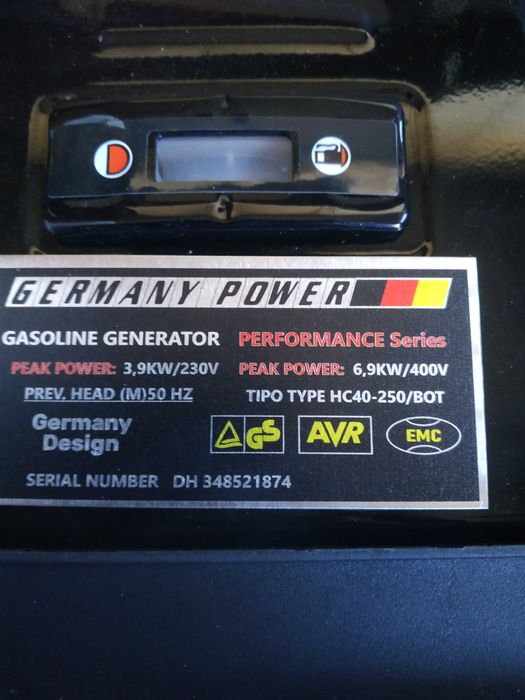 GERMANY POWER
GASOLINE GENERATOR PERFORMANCE Series
PEAK POWER: 3,9KW/230V PEAK POWER: 6,9KW/400V
PREV. HEAD (M)50 HZ TIPO TYPE HC40-250/BOT
Germany
Design
GS AVR EMC
SERIAL NUMBER DH 348521874